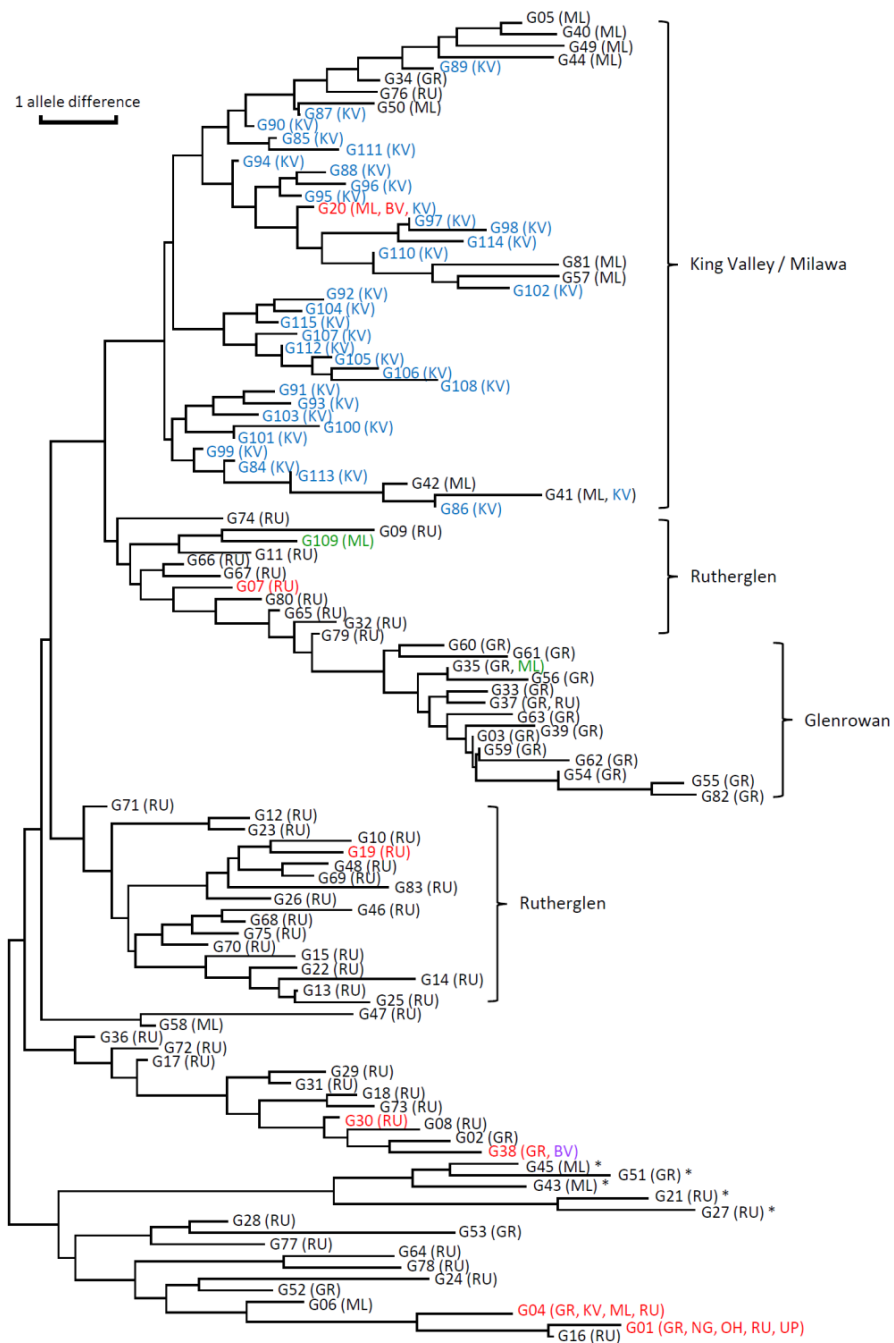 G05 (ML)
G40 (ML)
G49 (ML)
G44 (ML)
G89 (KV)
G34 (GR)
G76 (RU)
1 allele difference
G50 (ML)
G87 (KV)
G90 (KV)
G85 (KV)
G111 (KV)
G94 (KV)
G88 (KV)
G96 (KV)
G95 (KV)
G20 (ML, BV, KV)
G97 (KV)
G98 (KV)
G114 (KV)
G110 (KV)
King Valley / Milawa
G81 (ML)
G57 (ML)
G102 (KV)
G92 (KV)
G104 (KV)
G115 (KV)
G107 (KV)
G112 (KV)
G105 (KV)
G106 (KV)
G108 (KV)
G91 (KV)
G93 (KV)
G103 (KV)
G100 (KV)
G101 (KV)
G99 (KV)
G84 (KV)
G113 (KV)
G42 (ML)
G41 (ML, KV)
G86 (KV)
G74 (RU)
G09 (RU)
G109 (ML)
G11 (RU)
G66 (RU)
G67 (RU)
Rutherglen
G07 (RU)
G80 (RU)
G65 (RU)
G32 (RU)
G79 (RU)
G60 (GR)
G61 (GR)
G35 (GR, ML)
G56 (GR)
G33 (GR)
G37 (GR, RU)
G63 (GR)
Glenrowan
G39 (GR)
G03 (GR)
G59 (GR)
G62 (GR)
G54 (GR)
G55 (GR)
G82 (GR)
G71 (RU)
G12 (RU)
G23 (RU)
G10 (RU)
G19 (RU)
G48 (RU)
G69 (RU)
G83 (RU)
G26 (RU)
Rutherglen
G46 (RU)
G68 (RU)
G75 (RU)
G70 (RU)
G15 (RU)
G22 (RU)
G14 (RU)
G13 (RU)
G25 (RU)
G47 (RU)
G58 (ML)
G36 (RU)
G72 (RU)
G17 (RU)
G29 (RU)
G31 (RU)
G18 (RU)
G73 (RU)
G30 (RU)
G08 (RU)
G02 (GR)
G38 (GR, BV)
G45 (ML) *
G51 (GR) *
G43 (ML) *
G21 (RU) *
G27 (RU) *
G28 (RU)
G53 (GR)
G77 (RU)
G64 (RU)
G78 (RU)
G24 (RU)
G52 (GR)
G06 (ML)
G04 (GR, KV, ML, RU)
G01 (GR, NG, OH, RU, UP)
G16 (RU)